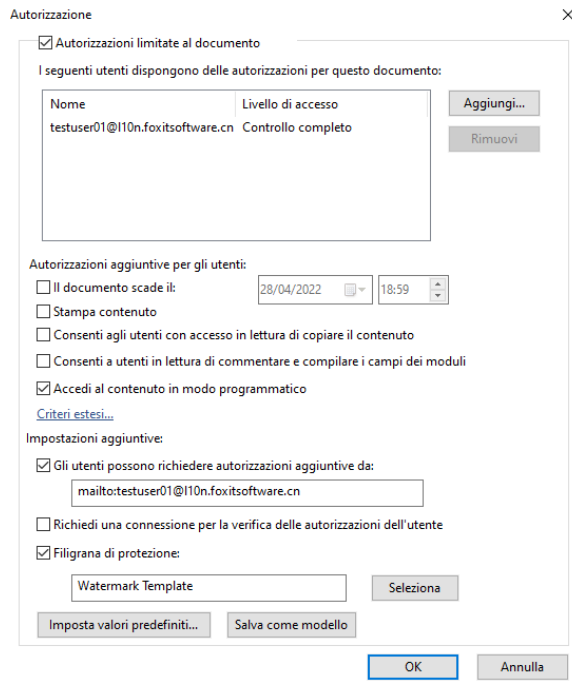 Autorizzazione
Autorizzazioni limitate al documento
I seguenti utenti dispongono delle autorizzazioni per questo documento:
Nome Livello di accesso
testuser01@l10n.foxitsoftware.cn Controllo completo
Aggiungi...
Rimuovi
Autorizzazioni aggiuntive per gli utenti:
Il documento scade il: 28/04/2022 18:59
Stampa contenuto
Consenti agli utenti con accesso in lettura di copiare il contenuto
Consenti a utenti in lettura di commentare e compilare i campi dei moduli
Accedi al contenuto in modo programmatico
Criteri estesi...
Impostazioni aggiuntive:
Gli utenti possono richiedere autorizzazioni aggiuntive da:
mailto:testuser01@l10n.foxitsoftware.cn
Richiedi una connessione per la verifica delle autorizzazioni dell'utente
Filigrana di protezione:
Watermark Template Seleziona
Imposta valori predefiniti... Salva come modello
OK Annulla